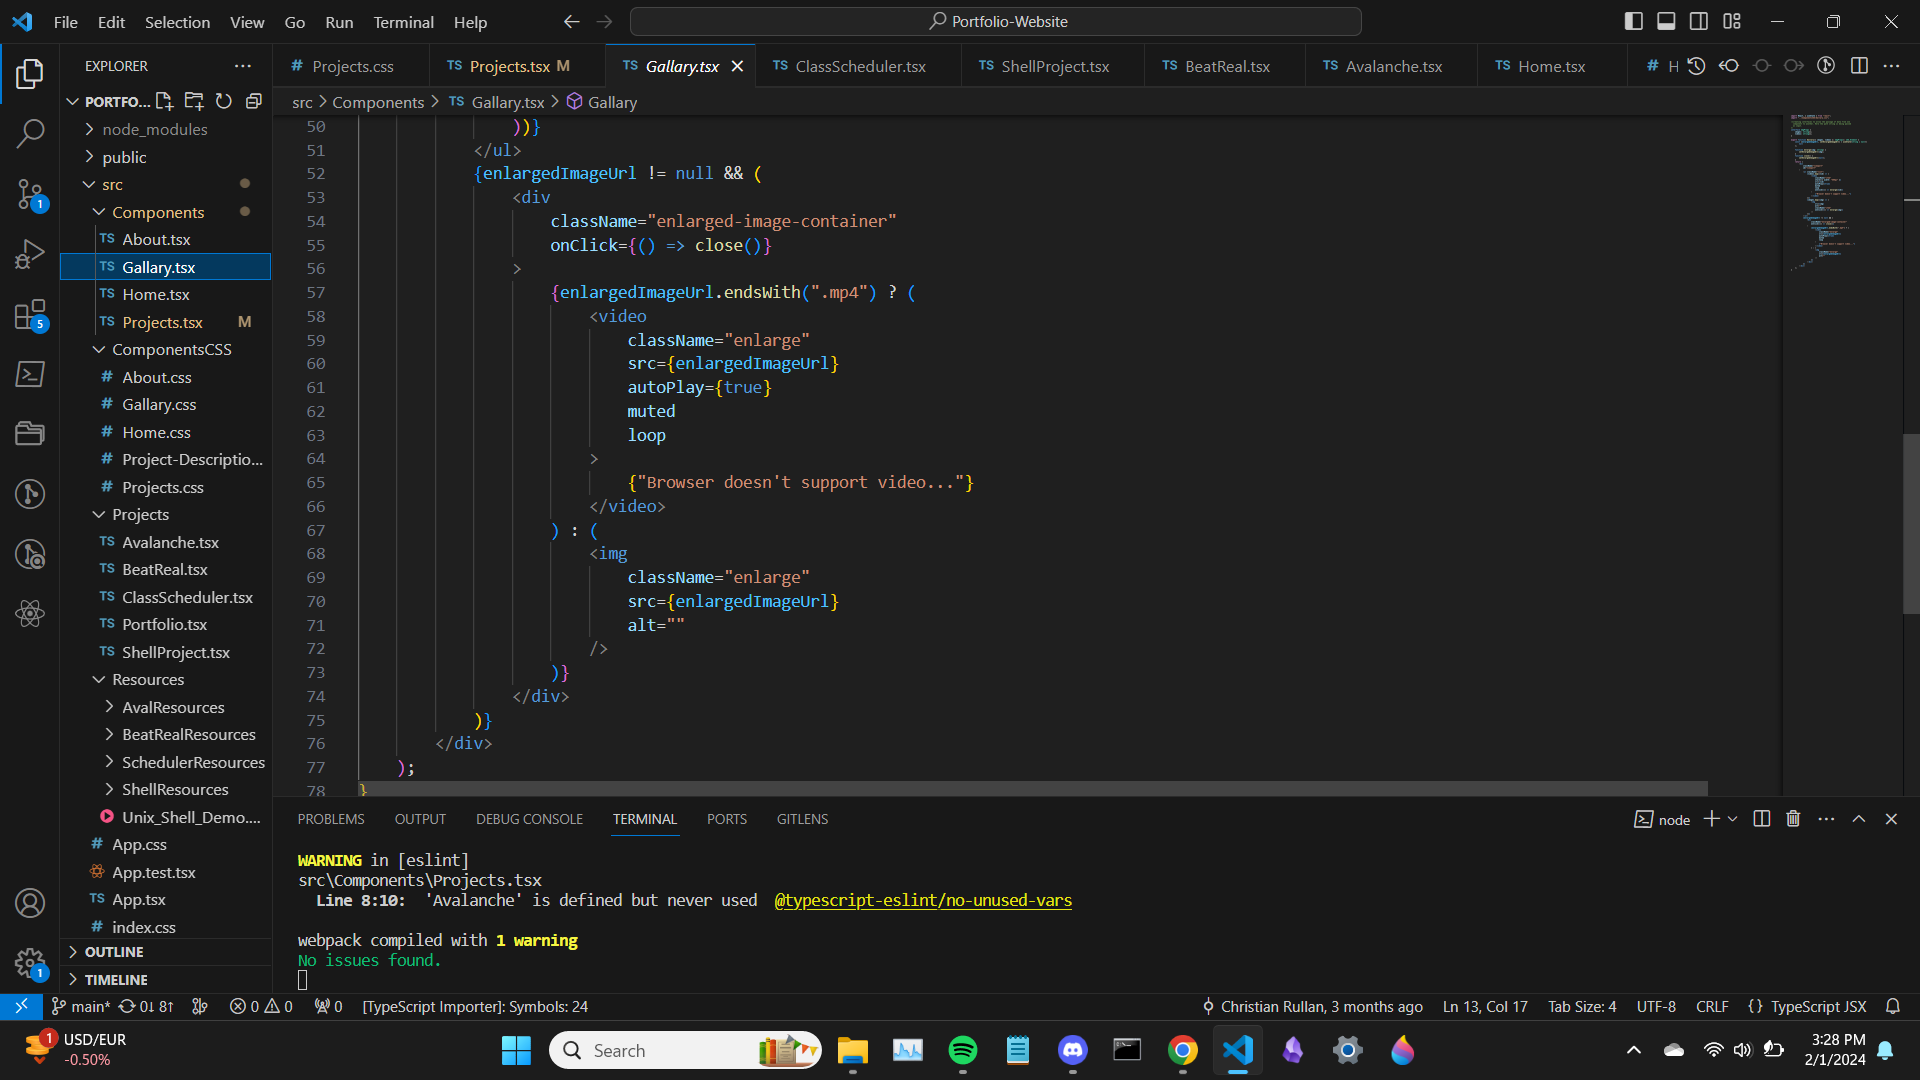 File Edit Selection View Go Run Terminal Help
Portfolio-Website
EXPLORER
PORTFO...
node_modules
public
src
Components
TS About.tsx
TS Gallary.tsx
TS Home.tsx
TS Projects.tsx M
ComponentsCSS
# About.css
# Gallary.css
# Home.css
# Project-Descriptio...
# Projects.css
Projects
TS Avalanche.tsx
TS BeatReal.tsx
TS ClassScheduler.tsx
TS Portfolio.tsx
TS ShellProject.tsx
Resources
AvalResources
BeatRealResources
SchedulerResources
ShellResources
Unix_Shell_Demo....
# App.css
App.test.tsx
TS App.tsx
# index.css
OUTLINE
TIMELINE
1
5
1
# Projects.css TS Projects.tsx M TS Gallary.tsx TS ClassScheduler.tsx TS ShellProject.tsx TS BeatReal.tsx TS Avalanche.tsx TS Home.tsx # H
src > Components > TS Gallary.tsx > Gallary
50 ))}
51 </ul>
52 {enlargedImageUrl != null && (
53 <div
54 className="enlarged-image-container"
55 onClick={() => close()}
56 >
57 {enlargedImageUrl.endsWith(".mp4") ? (
58 <video
59 className="enlarge"
60 src={enlargedImageUrl}
61 autoPlay={true}
62 muted
63 loop
64 >
65 {"Browser doesn't support video..."}
66 </video>
67 ) : (
68 <img
69 className="enlarge"
70 src={enlargedImageUrl}
71 alt=""
72 />
73 )}
74 </div>
75 )}
76 </div>
77 );
78 }
PROBLEMS OUTPUT DEBUG CONSOLE TERMINAL PORTS GITLENS
node
WARNING in [eslint]
src\Components\Projects.tsx
Line 8:10: 'Avalanche' is defined but never used @typescript-eslint/no-unused-vars
webpack compiled with 1 warning
No issues found.
main* 0↓ 8↑ 0 0 0 [TypeScript Importer]: Symbols: 24
Christian Rullan, 3 months ago Ln 13, Col 17 Tab Size: 4 UTF-8 CRLF {} TypeScript JSX
1
USD/EUR
-0.50%
Search
3:28 PM
2/1/2024